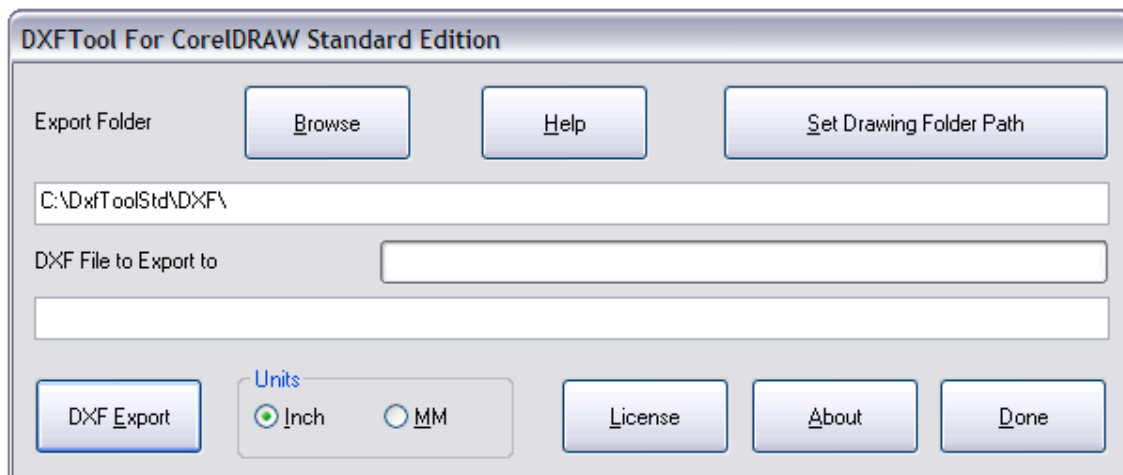 DXFTool For CorelDRAW Standard Edition
Export Folder Browse Help Set Drawing Folder Path
C:\DxfToolStd\DXF\
DXF File to Export to
Units
DXF Export Inch MM License About Done